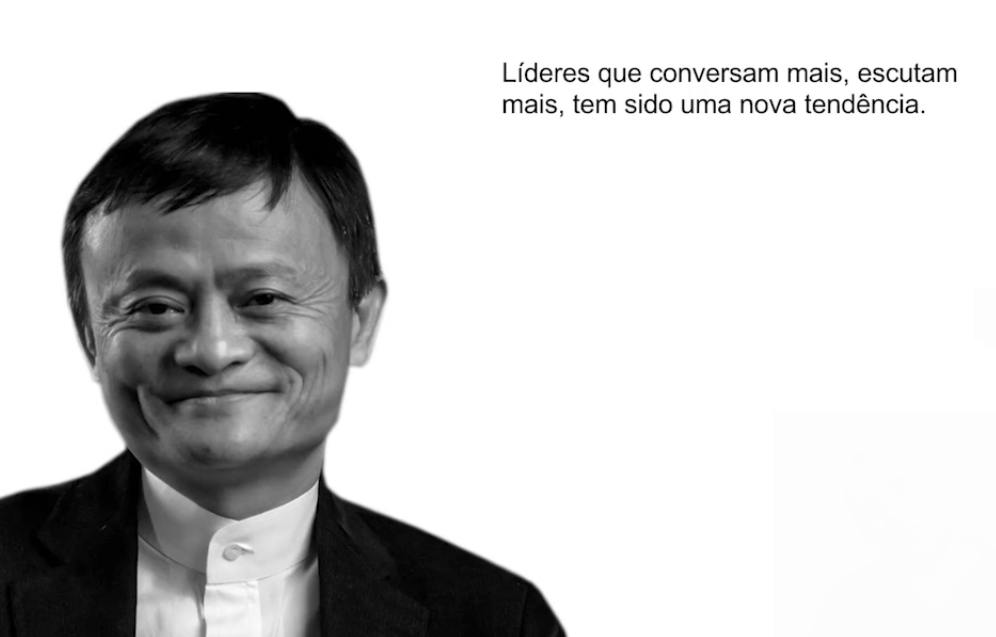 Líderes que conversam mais, escutam
mais, tem sido uma nova tendência.